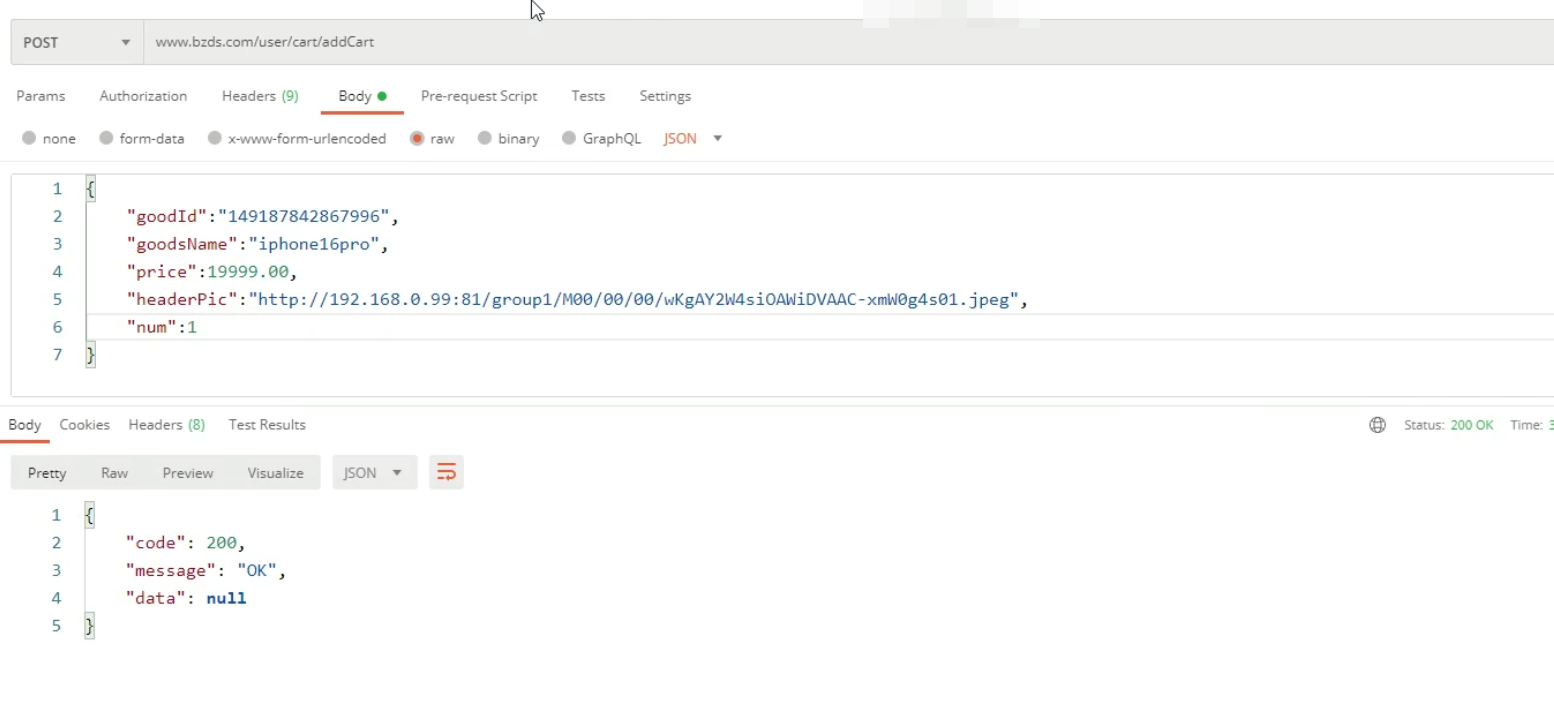 POST www.bzds.com/user/cart/addCart
Params Authorization Headers (9) Body Pre-request Script Tests Settings
none form-data x-www-form-urlencoded raw binary GraphQL JSON
1 {
2 "goodId":"149187842867996",
3 "goodsName":"iphone16pro",
4 "price":19999.00,
5 "headerPic":"http://192.168.0.99:81/group1/M00/00/00/wKgAY2W4siOAWiDVAAC-xmW0g4s01.jpeg",
6 "num":1
7 }
Body Cookies Headers (8) Test Results Status: 200 OK Time:
Pretty Raw Preview Visualize JSON
1 {
2 "code": 200,
3 "message": "OK",
4 "data": null
5 }